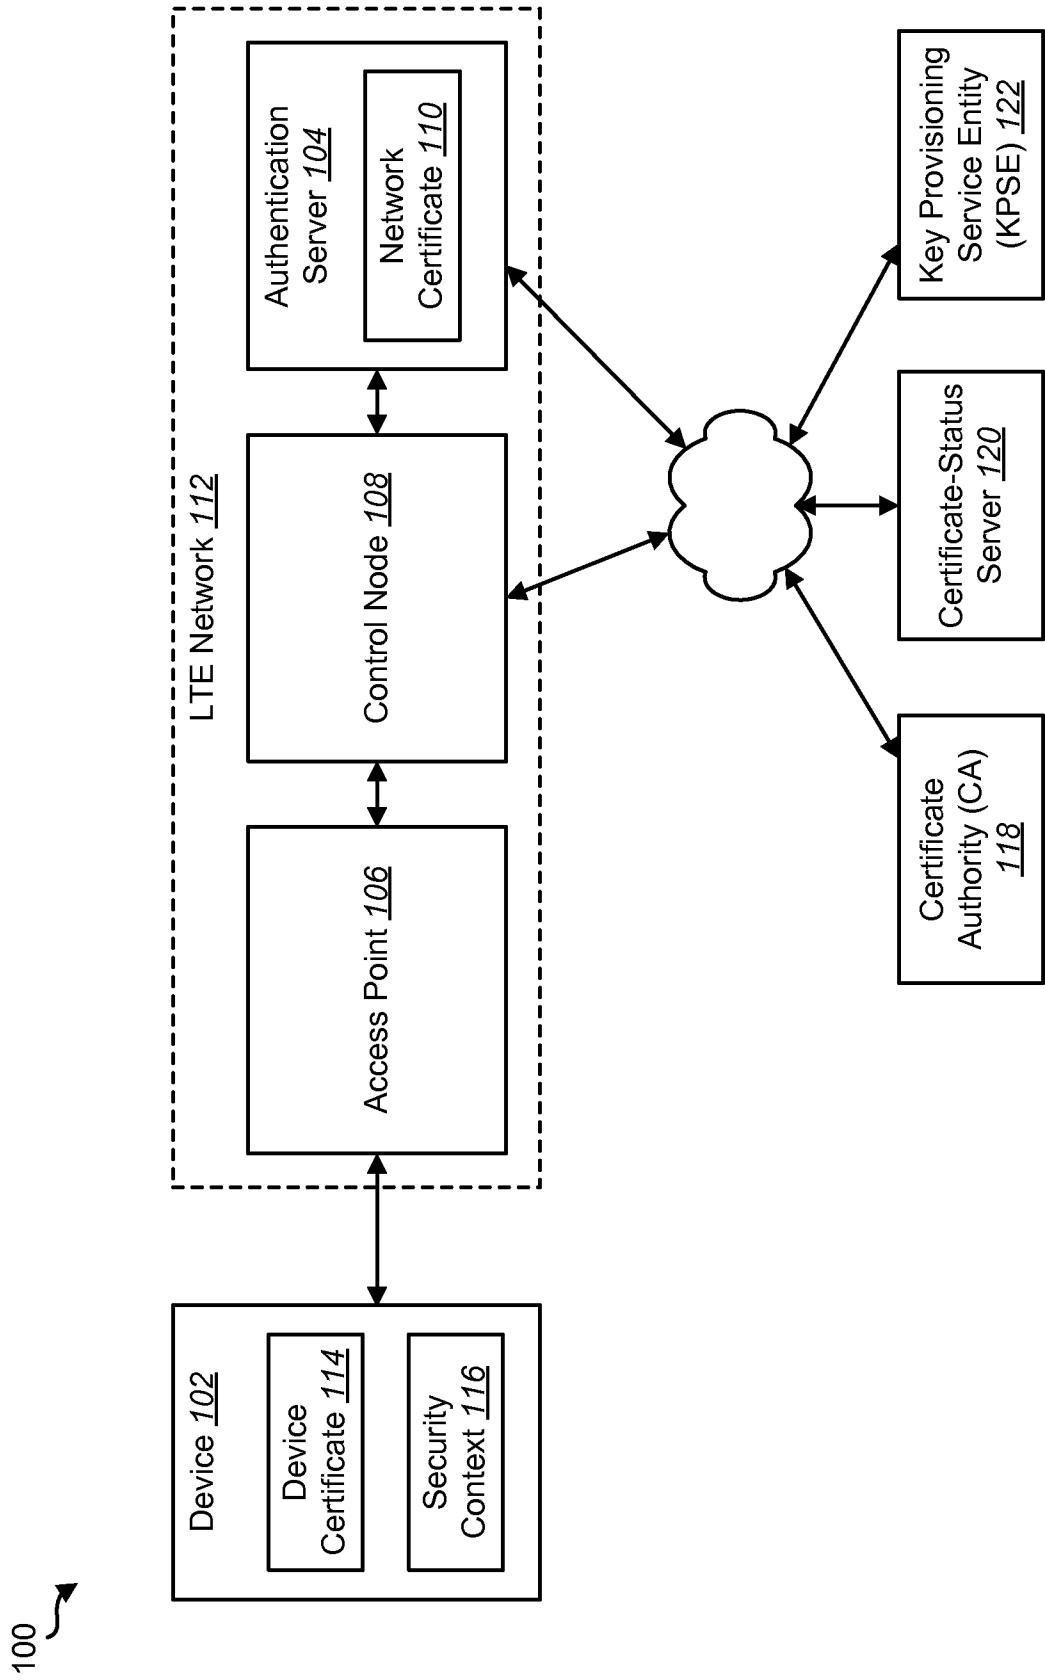 100
Device 102
Device
Certificate 114
Security
Context 116
LTE Network 112
Access Point 106
Control Node 108
Authentication
Server 104
Network
Certificate 110
Certificate
Authority (CA)
118
Certificate-Status
Server 120
Key Provisioning
Service Entity
(KPSE) 122